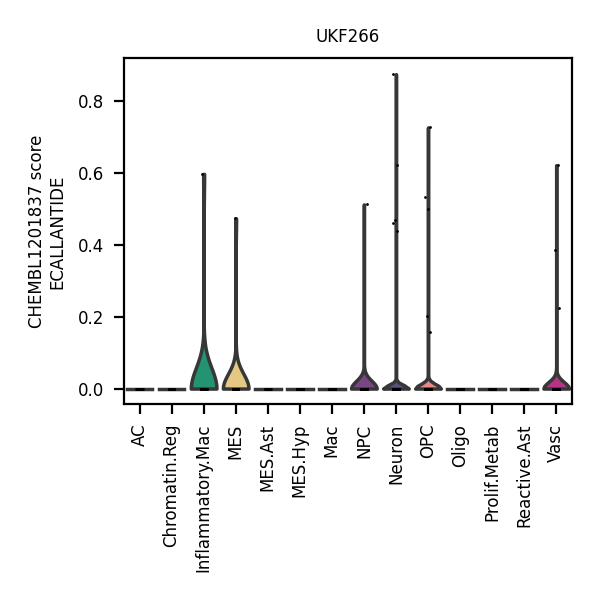 UKF266
CHEMBL1201837 score
ECALLANTIDE
0.8
0.6
0.4
0.2
0.0
AC
Chromatin.Reg
Inflammatory.Mac
MES
MES.Ast
MES.Hyp
Mac
NPC
Neuron
OPC
Oligo
Prolif.Metab
Reactive.Ast
Vasc